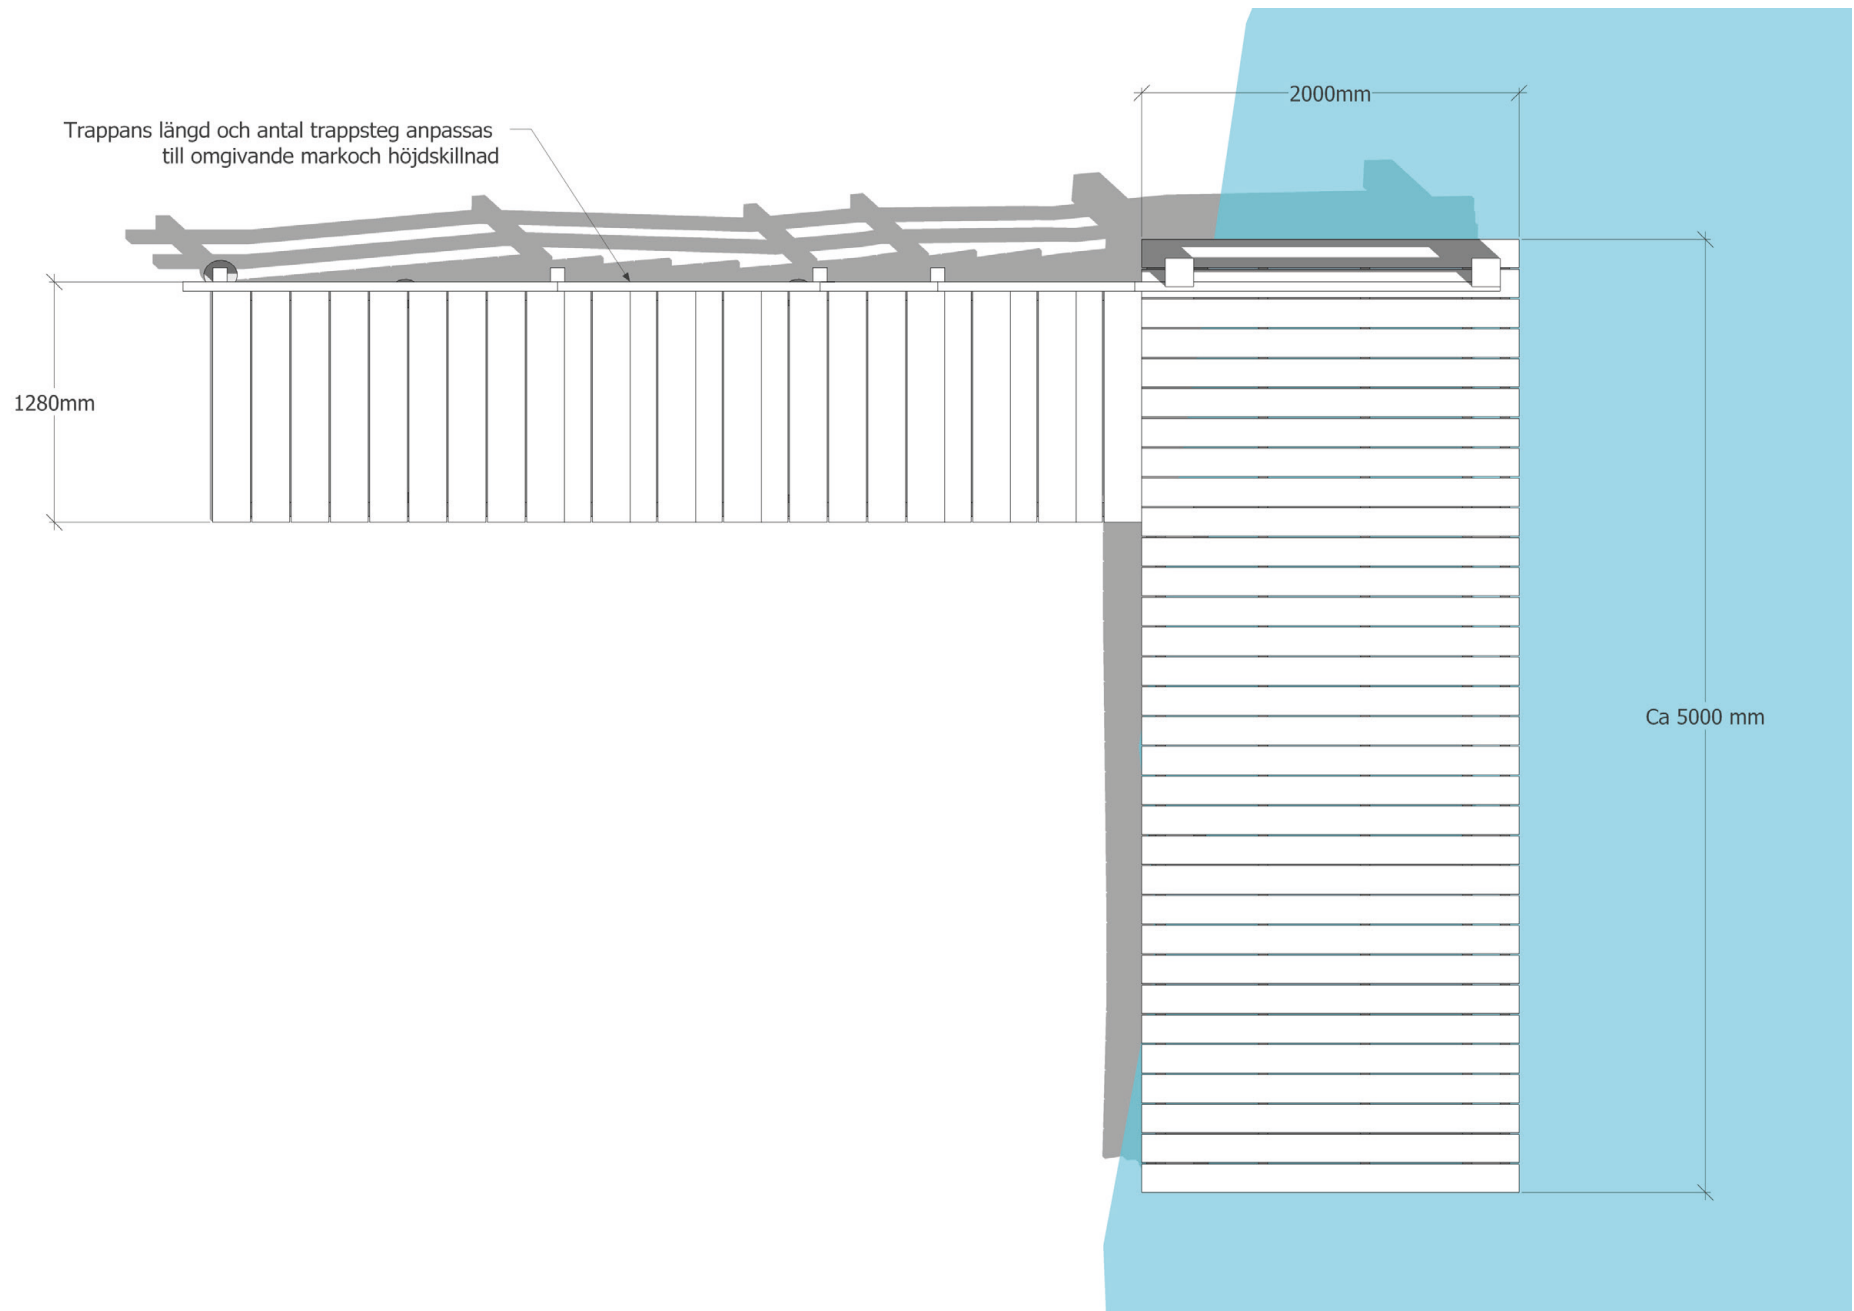 2000mm
Trappans längd och antal trappsteg anpassas
till omgivande markoch höjdskillnad
1280mm
Ca 5000 mm